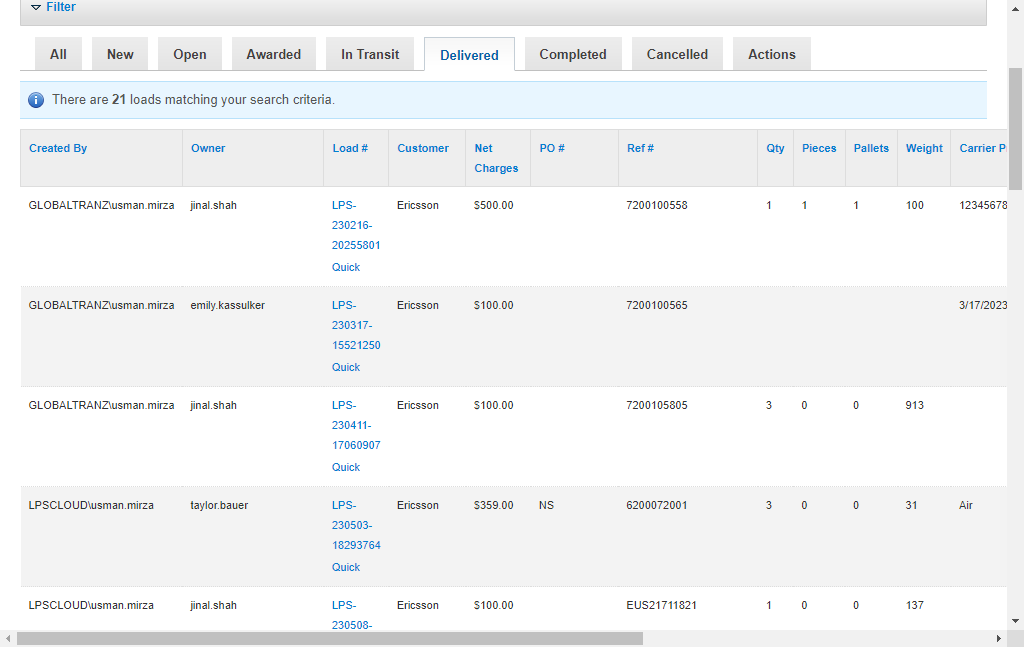 Filter
All New Open Awarded In Transit Delivered Completed Cancelled Actions
There are 21 loads matching your search criteria.
Created By Owner Load # Customer Net Charges PO # Ref # Qty Pieces Pallets Weight Carrier P
GLOBALTRANZ\usman.mirza jinal.shah LPS-230216-20255801 Ericsson $500.00 7200100558 1 1 1 100 12345678
Quick
GLOBALTRANZ\usman.mirza emily.kassulker LPS-230317-15521250 Ericsson $100.00 7200100565 3/17/2023
Quick
GLOBALTRANZ\usman.mirza jinal.shah LPS-230411-17060907 Ericsson $100.00 7200105805 3 0 0 913
Quick
LPSCLOUD\usman.mirza taylor.bauer LPS-230503-18293764 Ericsson $359.00 NS 6200072001 3 0 0 31 Air
Quick
LPSCLOUD\usman.mirza jinal.shah LPS-230508- Ericsson $100.00 EUS21711821 1 0 0 137